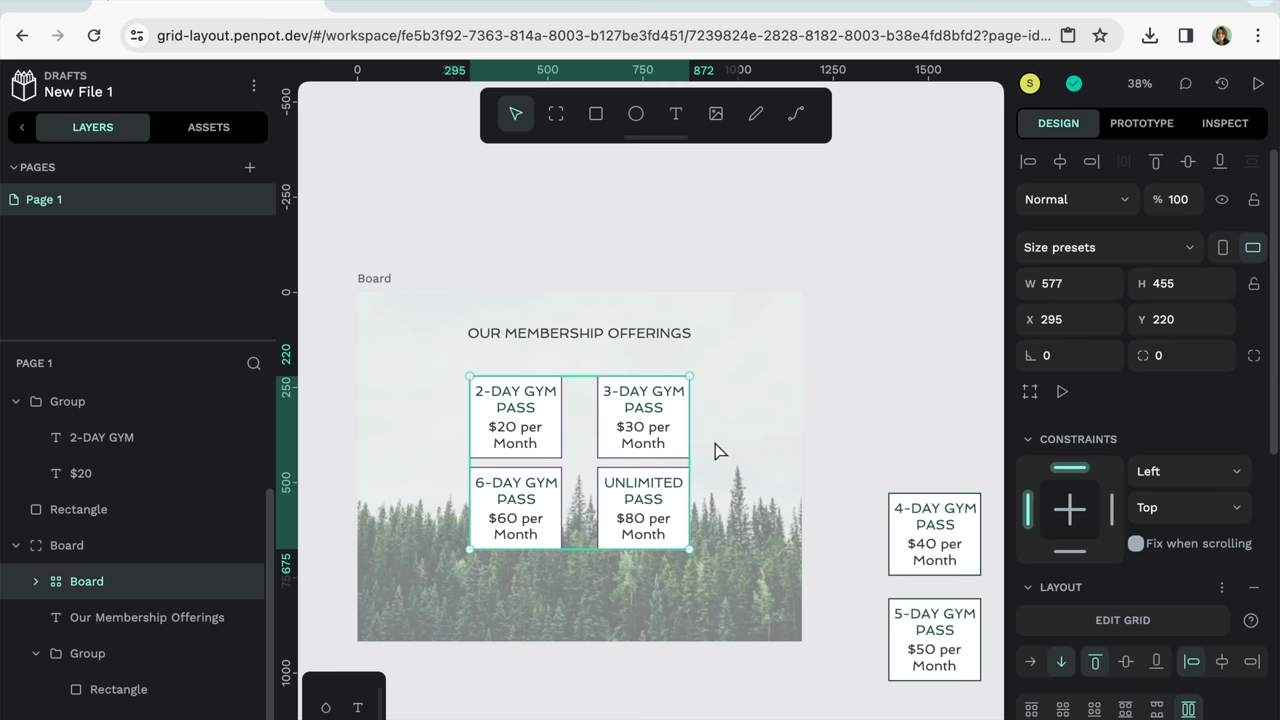 grid-layout.penpot.dev/#/workspace/fe5b3f92-7363-814a-8003-b127be3fd451/7239824e-2828-8182-8003-b38e4fd8bfd2?page-id...
DRAFTS
New File 1
LAYERS
ASSETS
PAGES
Page 1
PAGE 1
Group
2-DAY GYM
$20
Rectangle
Board
Board
Our Membership Offerings
Group
Rectangle
0
295
500
750
872
1000
1250
1500
-500
-250
0
220
250
500
675
750
1000
Board
OUR MEMBERSHIP OFFERINGS
2-DAY GYM
PASS
$20 per
Month
3-DAY GYM
PASS
$30 per
Month
6-DAY GYM
PASS
$60 per
Month
UNLIMITED
PASS
$80 per
Month
4-DAY GYM
PASS
$40 per
Month
5-DAY GYM
PASS
$50 per
Month
S
38%
DESIGN
PROTOTYPE
INSPECT
Normal
% 100
Size presets
W 577
H 455
X 295
Y 220
0
0
CONSTRAINTS
Left
Top
Fix when scrolling
LAYOUT
EDIT GRID